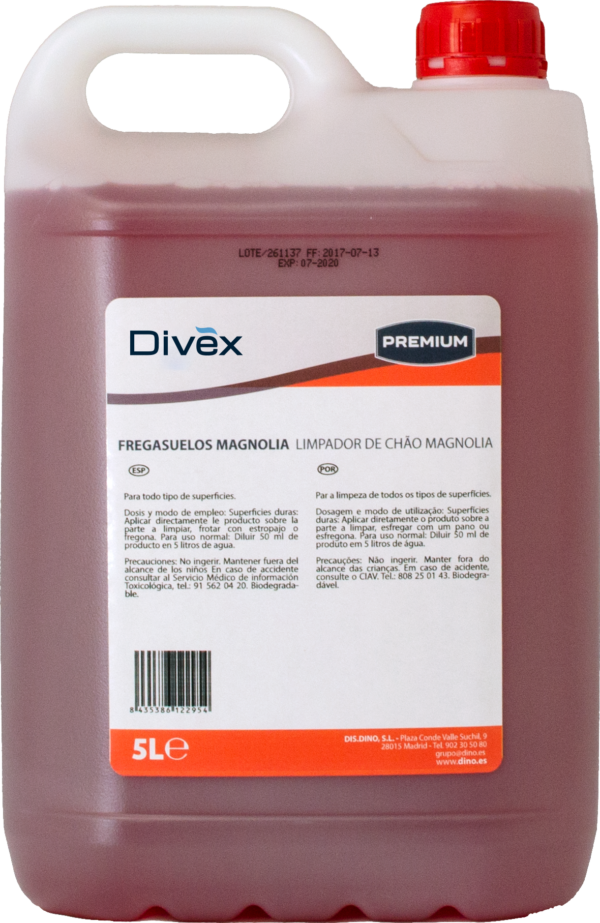 LOTE/261137 FF:2017-07-13
EXP:07-2020
Divex
PREMIUM
FREGASUELOS MAGNOLIA LIMPADOR DE CHÃO MAGNOLIA
ESP
Para todo tipo de superficies.
Dosis y modo de empleo: Superficies duras:
Aplicar directamente le producto sobre la
parte a limpiar, frotar con estropajo o
fregona. Para uso normal: Diluir 50 ml de
producto en 5 litros de agua.
Precauciones: No ingerir. Mantener fuera del
alcance de los niños En caso de accidente
consultar al Servicio Médico de información
Toxicológica, tel.: 91 562 04 20. Biodegrada-
ble.
POR
Par a limpeza de todos os tipos de superfícies.
Dosagem e modo de utilização: Superfícies
duras: Aplicar diretamente o produto sobre a
parte a limpar, esfregar com um pano ou
esfregona. Para uso normal: Diluir 50 ml de
produto em 5 litros de água.
Precauções: Não ingerir. Manter fora do
alcance das crianças. Em caso de acidente,
consulte o CIAV. Tel.: 808 25 01 43. Biodegra-
dável.
8 435386 122954
5L℮
DIS.DINO, S.L. - Plaza Conde Valle Suchil, 9
28015 Madrid - Tel. 902 30 50 80
grupo@dino.es
www.dino.es